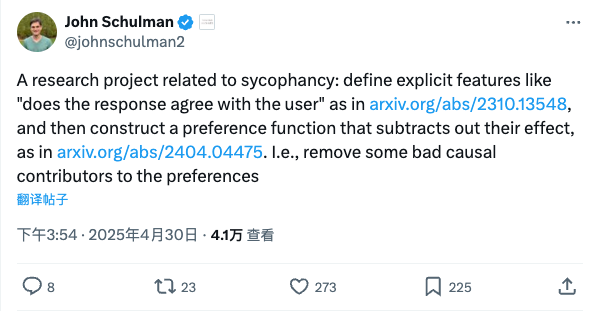 John Schulman
@johnschulman2
A research project related to sycophancy: define explicit features like
"does the response agree with the user" as in arxiv.org/abs/2310.13548,
and then construct a preference function that subtracts out their effect,
as in arxiv.org/abs/2404.04475. I.e., remove some bad causal
contributors to the preferences
翻译帖子
下午3:54 · 2025年4月30日 · 4.1万 查看
8
23
273
225